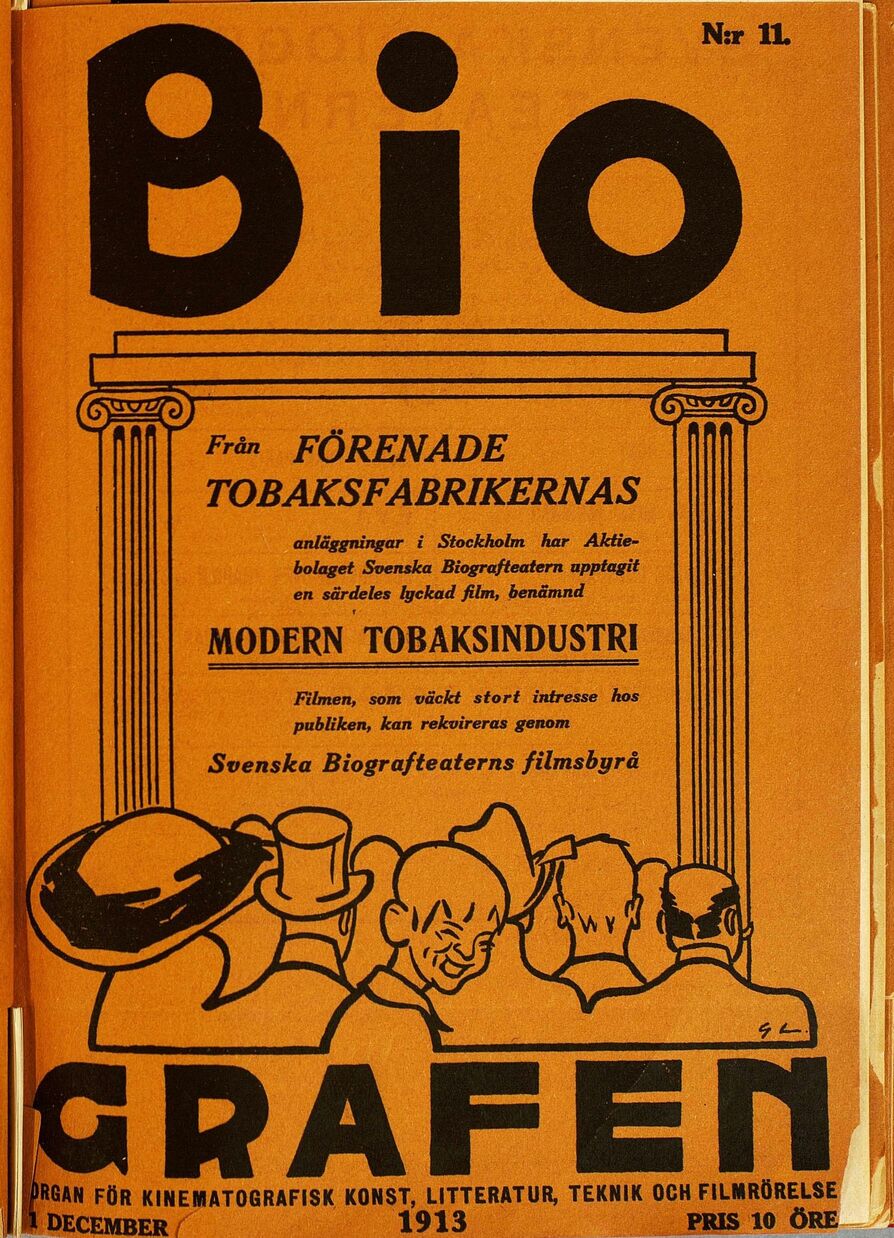 N:r 11.
Bio
Från FÖRENADE
TOBAKSFABRIKERNAS
anläggningar i Stockholm har Aktie-
bolaget Svenska Biografteatern upptagit
en särdeles lyckad film, benämnd
MODERN TOBAKSINDUSTRI
Filmen, som väckt stort intresse hos
publiken, kan rekvireras genom
Svenska Biografteaterns filmsbyrå
G L.
GRAFEN
ORGAN FÖR KINEMATOGRAFISK KONST, LITTERATUR, TEKNIK OCH FILMRÖRELSE
1 DECEMBER 1913 PRIS 10 ÖRE